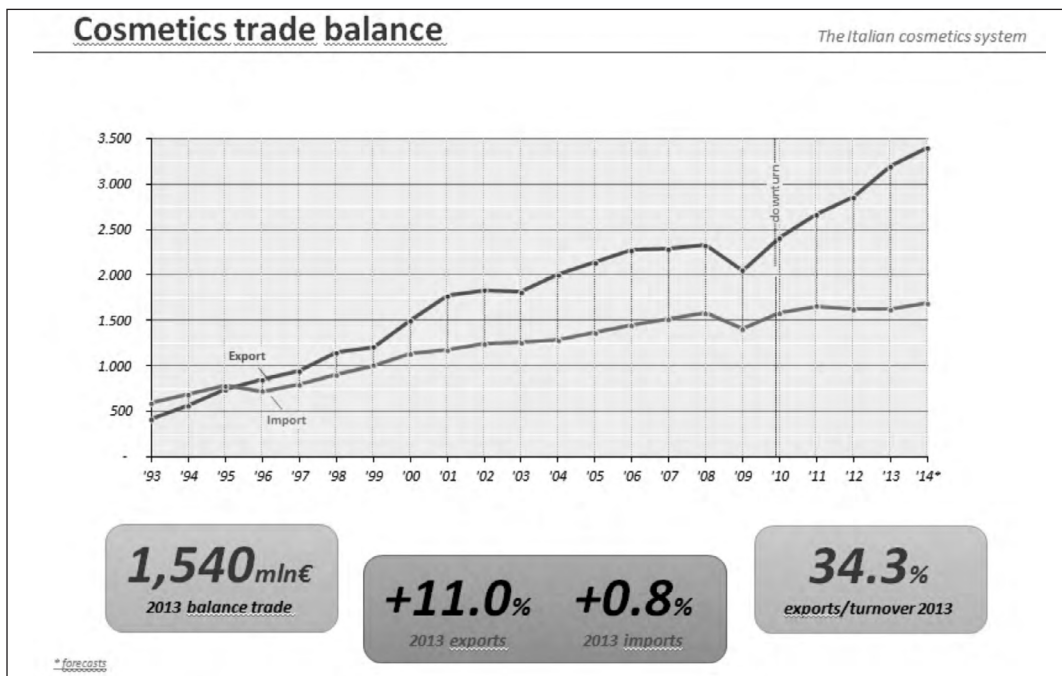 Cosmetics trade balance
The Italian cosmetics system
3.500
3.000
2.500
2.000
1.500
1.000
500
-
downturn
Export
Import
'93 '94 '95 '96 '97 '98 '99 '00 '01 '02 '03 '04 '05 '06 '07 '08 '09 '10 '11 '12 '13 '14*
1,540 mln€
2013 balance trade
+11.0%
2013 exports
+0.8%
2013 imports
34.3%
exports/turnover 2013
* forecasts